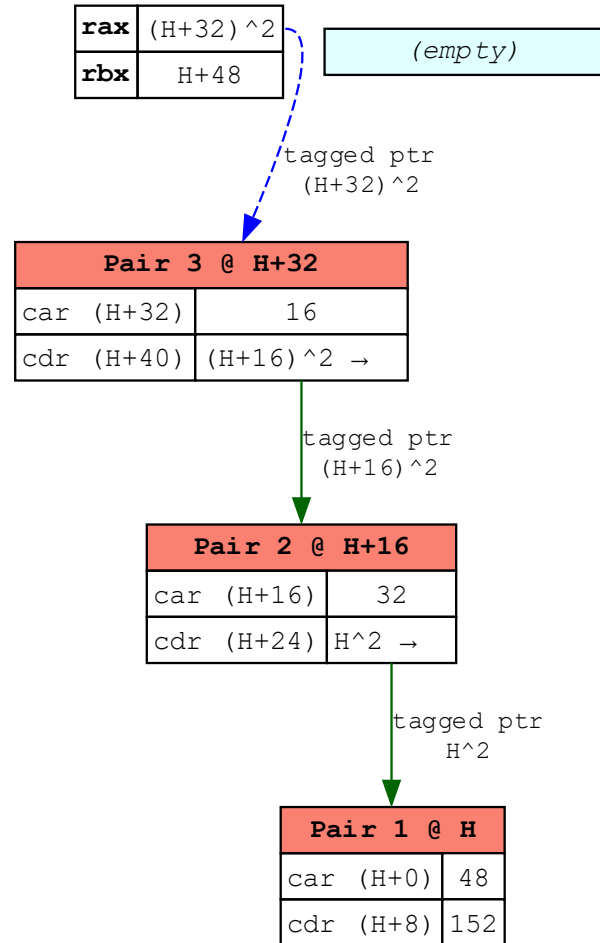 rax (H+32)^2
rbx H+48
(empty)
tagged ptr
(H+32)^2
Pair 3 @ H+32
car (H+32) 16
cdr (H+40) (H+16)^2 →
tagged ptr
(H+16)^2
Pair 2 @ H+16
car (H+16) 32
cdr (H+24) H^2 →
tagged ptr
H^2
Pair 1 @ H
car (H+0) 48
cdr (H+8) 152